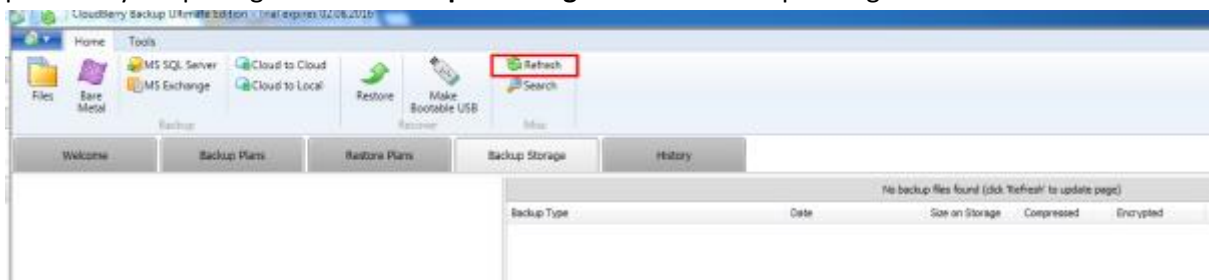 CloudBerry Backup Ultimate Edition - Trial expires 02.06.2016
Home Tools
Files
Bare Metal
MS SQL Server
MS Exchange
Cloud to Cloud
Cloud to Local
Backup
Restore
Make Bootable USB
Recover
Refresh
Search
Misc
Welcome Backup Plans Restore Plans Backup Storage History
No backup files found (click 'Refresh' to update page)
Backup Type Date Size on Storage Compressed Encrypted